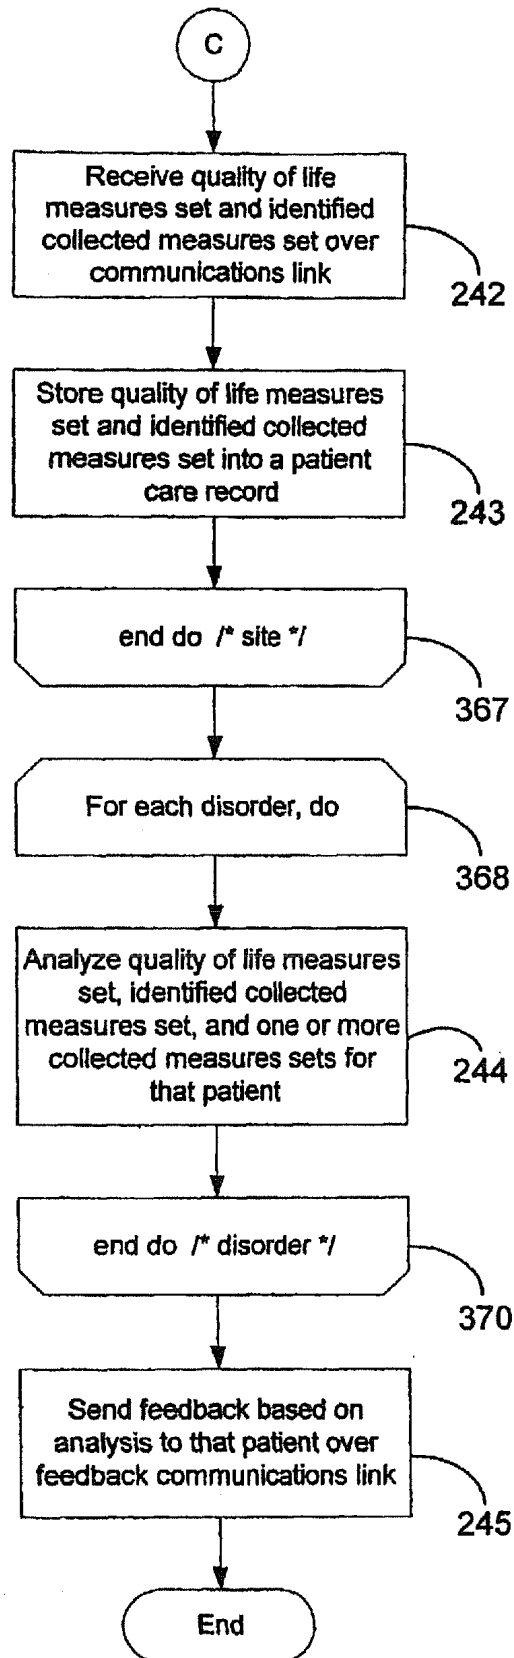 C
Receive quality of life
measures set and identified
collected measures set over
communications link
242
Store quality of life measures
set and identified collected
measures set into a patient
care record
243
end do /* site */
367
For each disorder, do
368
Analyze quality of life measures
set, identified collected
measures set, and one or more
collected measures sets for
that patient
244
end do /* disorder */
370
Send feedback based on
analysis to that patient over
feedback communications link
245
End